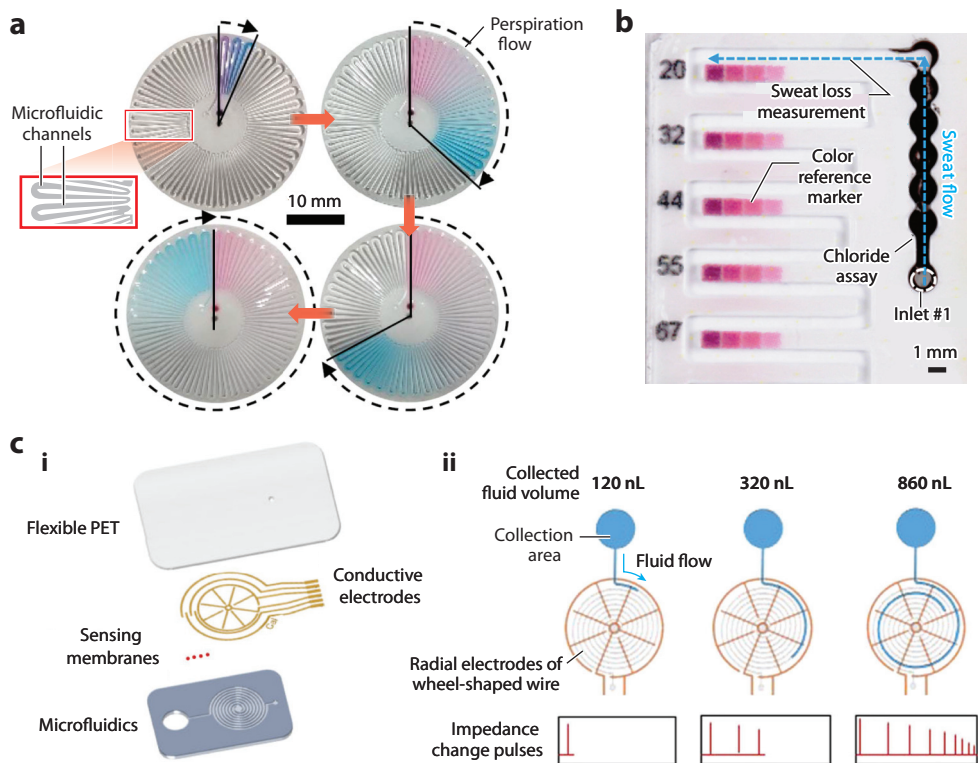 a
Perspiration
flow
Microfluidic
channels
10 mm
b
20
32
44
55
67
Sweat loss
measurement
Color
reference
marker
Sweat flow
Chloride
assay
Inlet #1
1 mm
c
i
Flexible PET
Conductive
electrodes
Sensing
membranes
Microfluidics
ii
Collected
fluid volume
120 nL
320 nL
860 nL
Collection
area
Fluid flow
Radial electrodes of
wheel-shaped wire
Impedance
change pulses